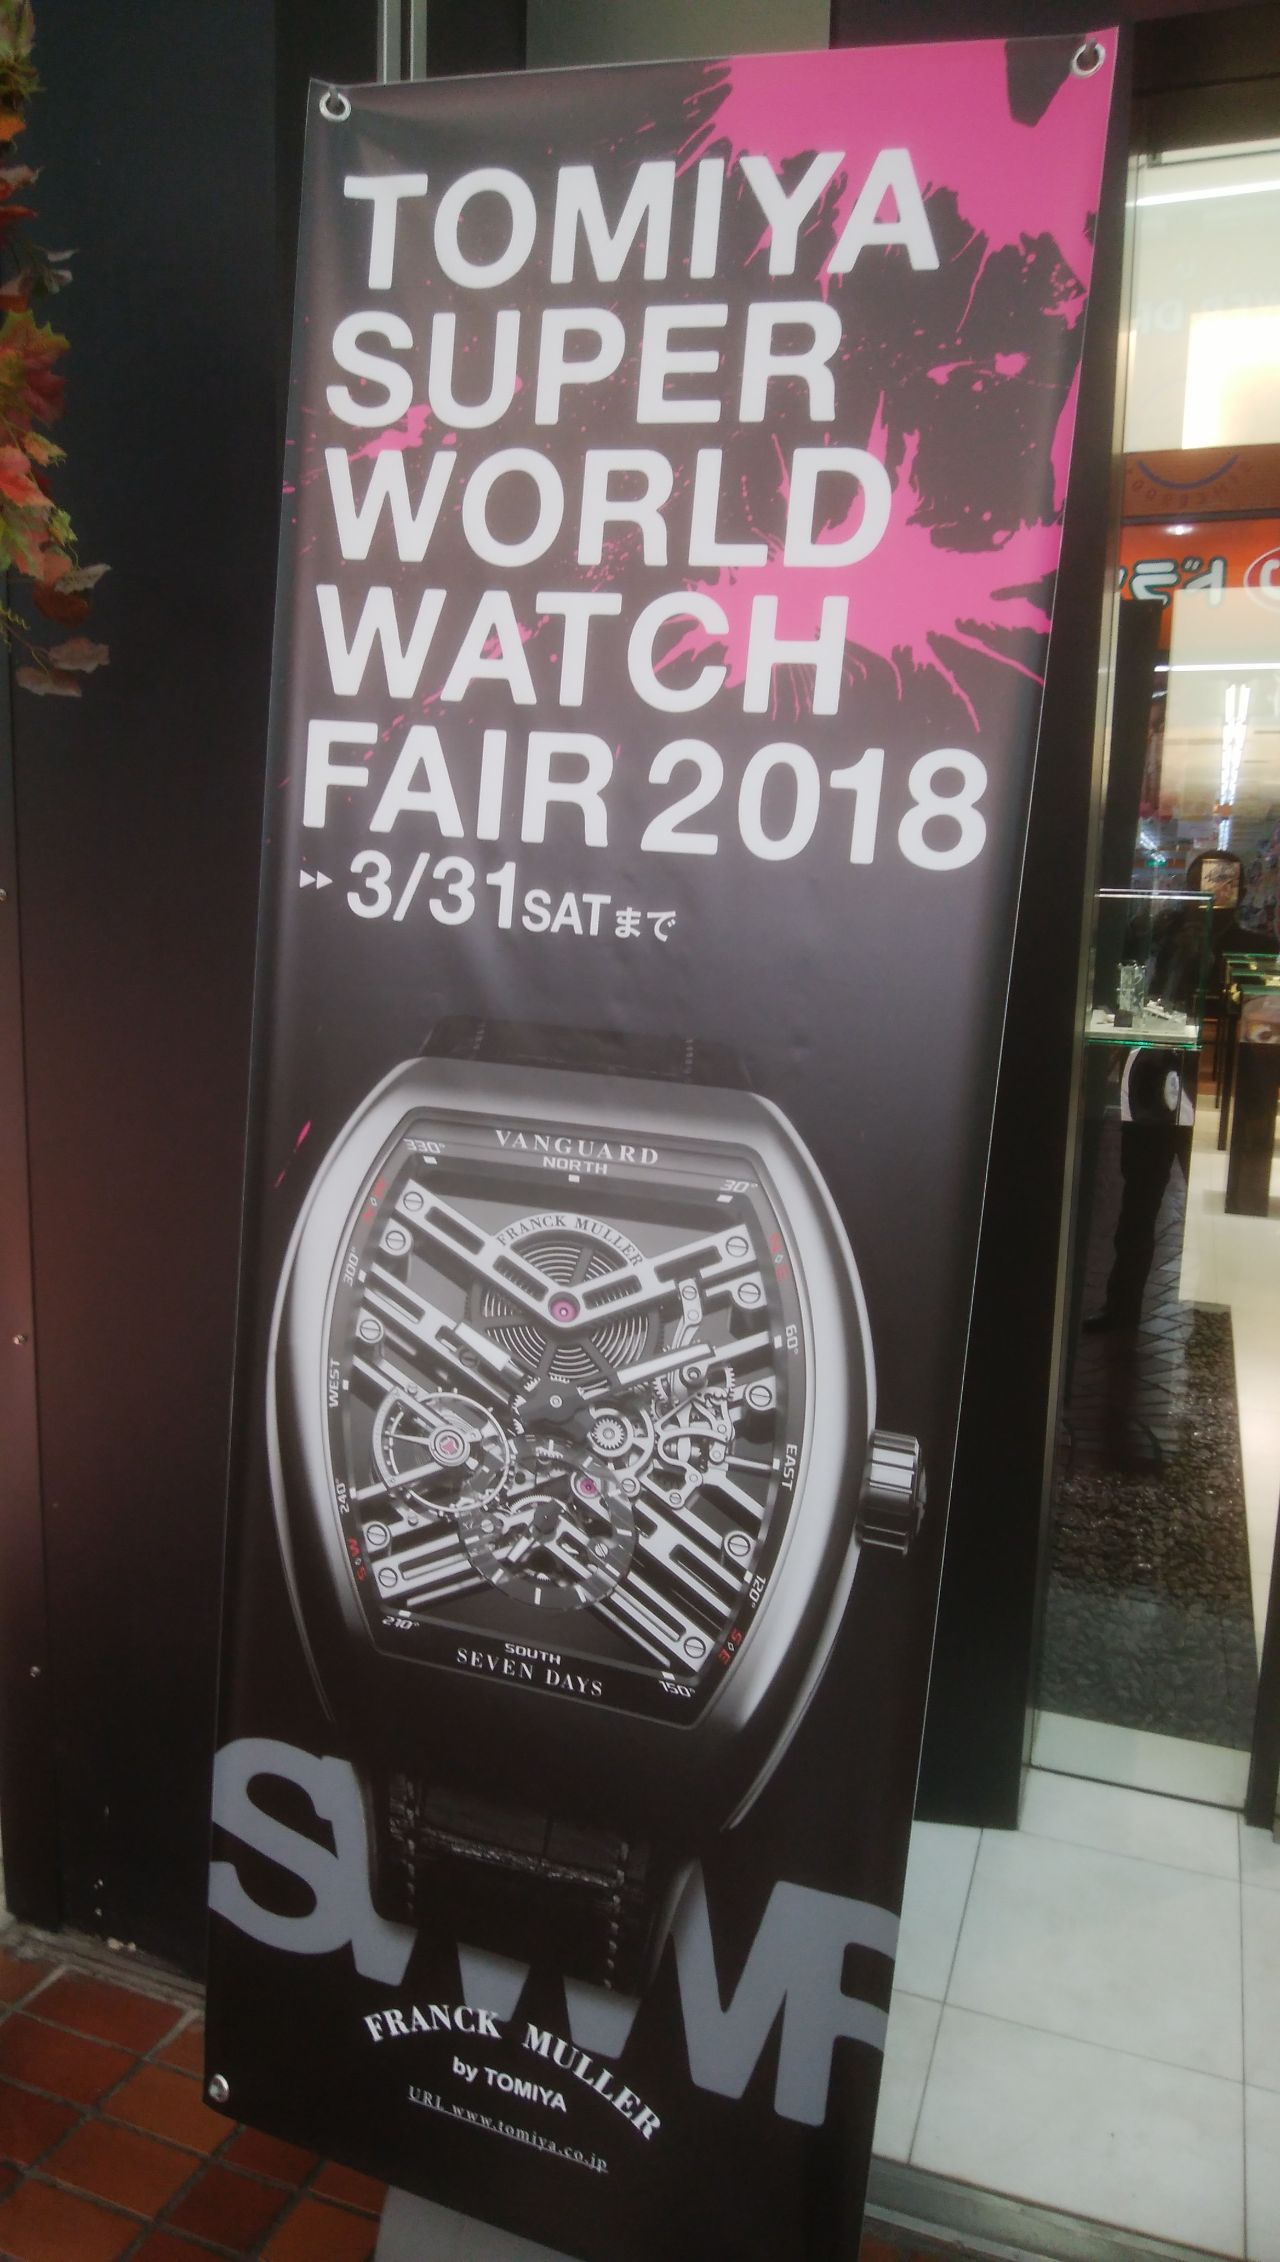 TOMIYA
SUPER
WORLD
WATCH
FAIR 2018
3/31SATまで
VANGUARD
NORTH
330°
30°
FRANCK MULLER
300°
60°
WEST
EAST
240°
120°
210°
150°
SOUTH
SEVEN DAYS
SWWF
FRANCK MULLER
by TOMIYA
URL www.tomiya.co.jp